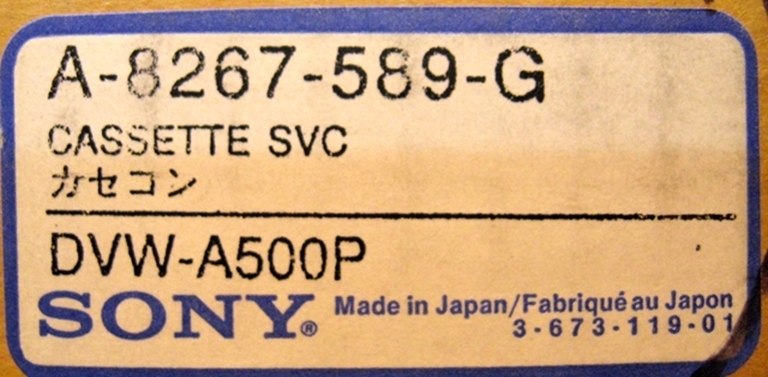 A-8267-589-G
CASSETTE SVC
カセコン
DVW-A500P
SONY®
Made in Japan/Fabriqué au Japon
3-673-119-01